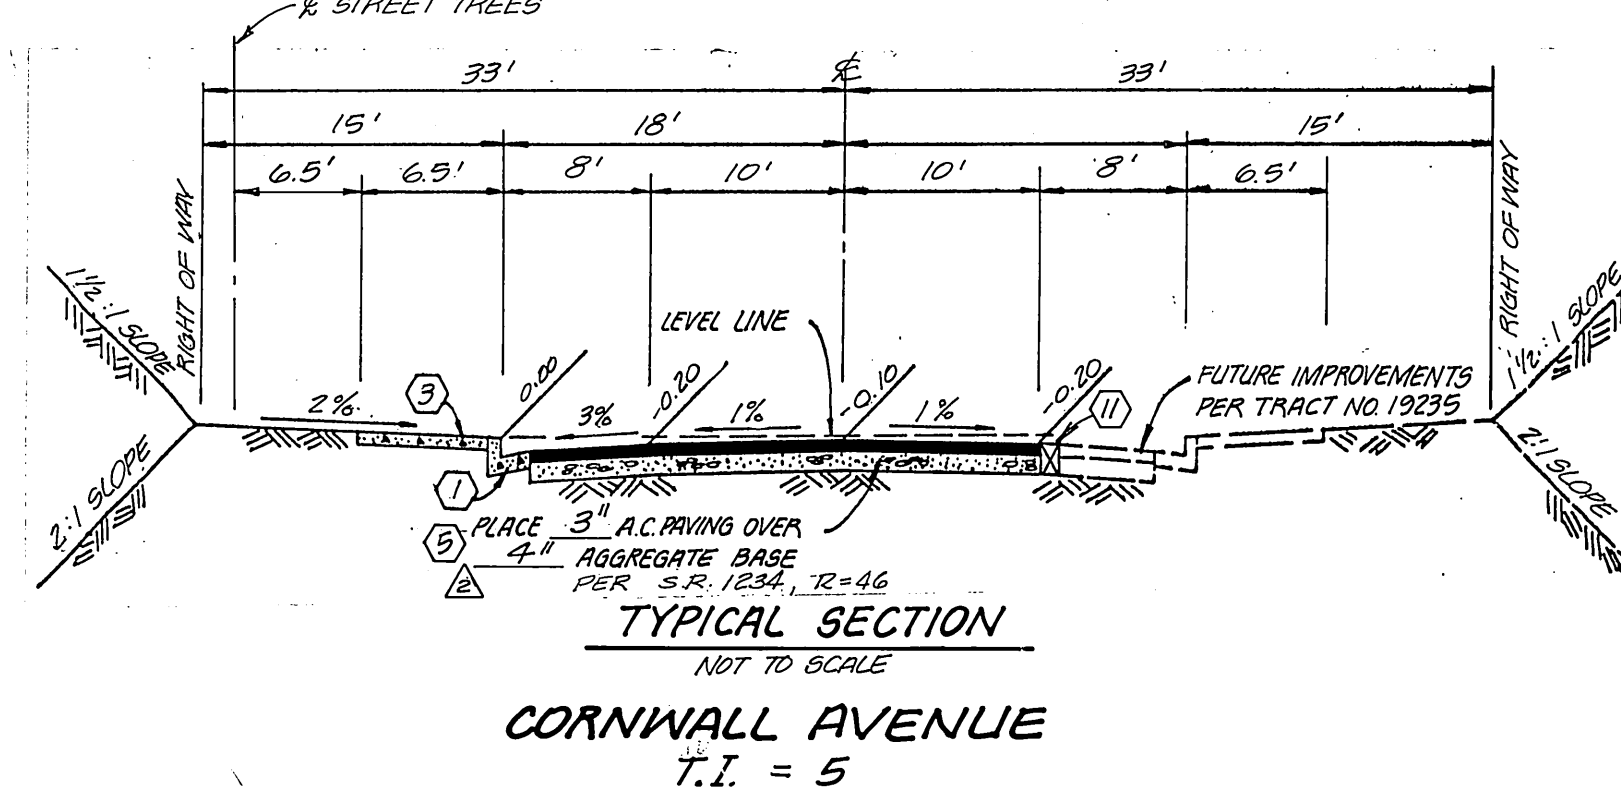 ℄ STREET TREES
33' ℄ 33'
15' 18' 15'
6.5' 6.5' 8' 10' 10' 8' 6.5'
RIGHT OF WAY
RIGHT OF WAY
1½:1 SLOPE
1½:1 SLOPE
LEVEL LINE
0.00
-0.20
-0.10
-0.20
FUTURE IMPROVEMENTS
PER TRACT NO. 19235
2% 3 3% 1% 1% 11
2:1 SLOPE
2:1 SLOPE
1
5 PLACE 3" A.C. PAVING OVER
4" AGGREGATE BASE
2 PER S.R. 1234, R=46
TYPICAL SECTION
NOT TO SCALE
CORNWALL AVENUE
T.I. = 5